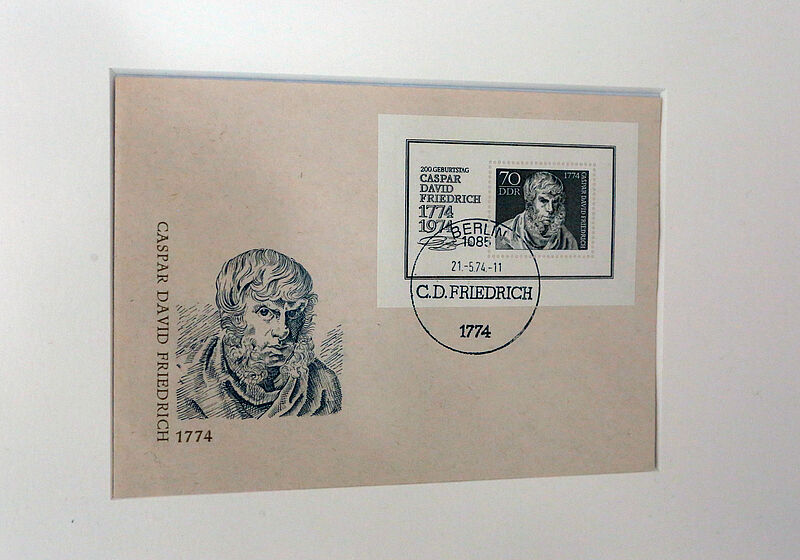 CASPAR DAVID FRIEDRICH
1774
200.GEBURTSTAG
CASPAR
DAVID
FRIEDRICH
1774
1974
70
DDR
1774
CASPAR DAVID FRIEDRICH
BERLIN
1085
21.-5.74.-11
C.D. FRIEDRICH
1774